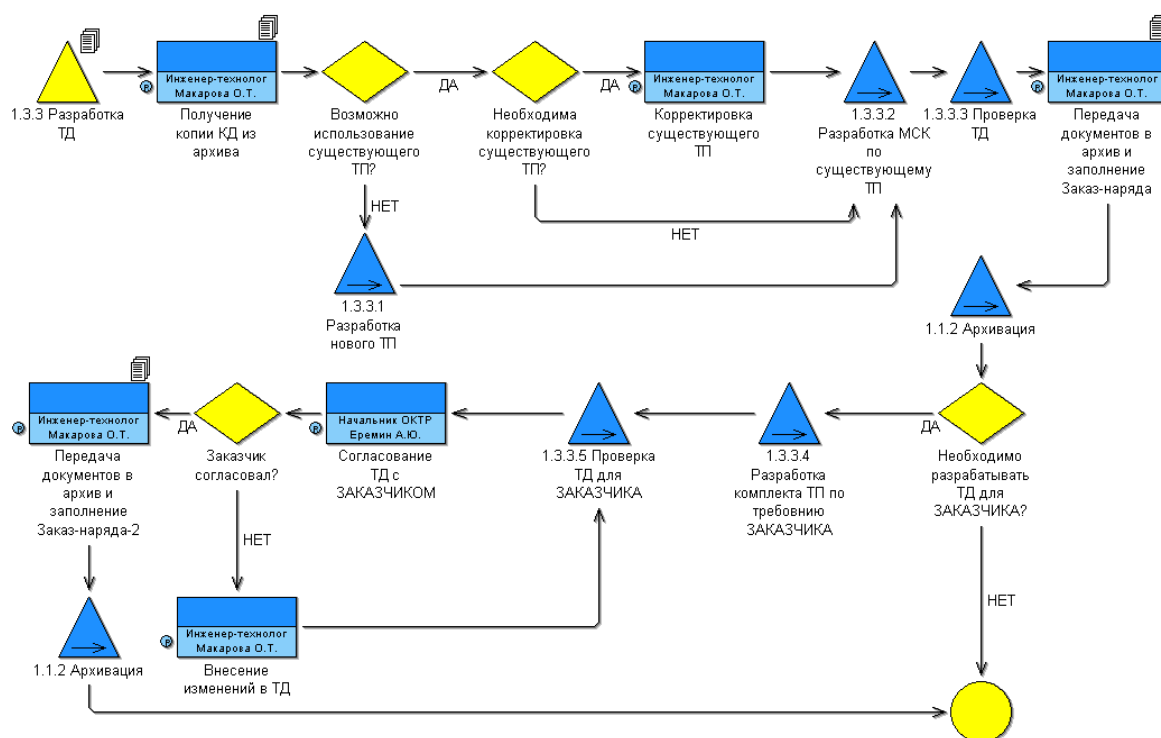 1.3.3 Разработка
ТД
Инженер-технолог
Макарова О.Т.
P
Получение
копии КД из
архива
Возможно
использование
существующего
ТП?
ДА
НЕТ
Необходима
корректировка
существующего
ТП?
ДА
НЕТ
Инженер-технолог
Макарова О.Т.
P
Корректировка
существующего
ТП
1.3.3.2
Разработка МСК
по
существующему
ТП
1.3.3.3 Проверка
ТД
Инженер-технолог
Макарова О.Т.
P
Передача
документов в
архив и
заполнение
Заказ-наряда
1.3.3.1
Разработка
нового ТП
1.1.2 Архивация
Инженер-технолог
Макарова О.Т.
P
Передача
документов в
архив и
заполнение
Заказ-наряда-2
ДА
Заказчик
согласовал?
НЕТ
Начальник ОКТР
Еремин А.Ю.
P
Согласование
ТД с
ЗАКАЗЧИКОМ
1.3.3.5 Проверка
ТД для
ЗАКАЗЧИКА
1.3.3.4
Разработка
комплекта ТП по
требовнию
ЗАКАЗЧИКА
ДА
Необходимо
разрабатывать
ТД для
ЗАКАЗЧИКА?
НЕТ
1.1.2 Архивация
Инженер-технолог
Макарова О.Т.
P
Внесение
изменений в ТД